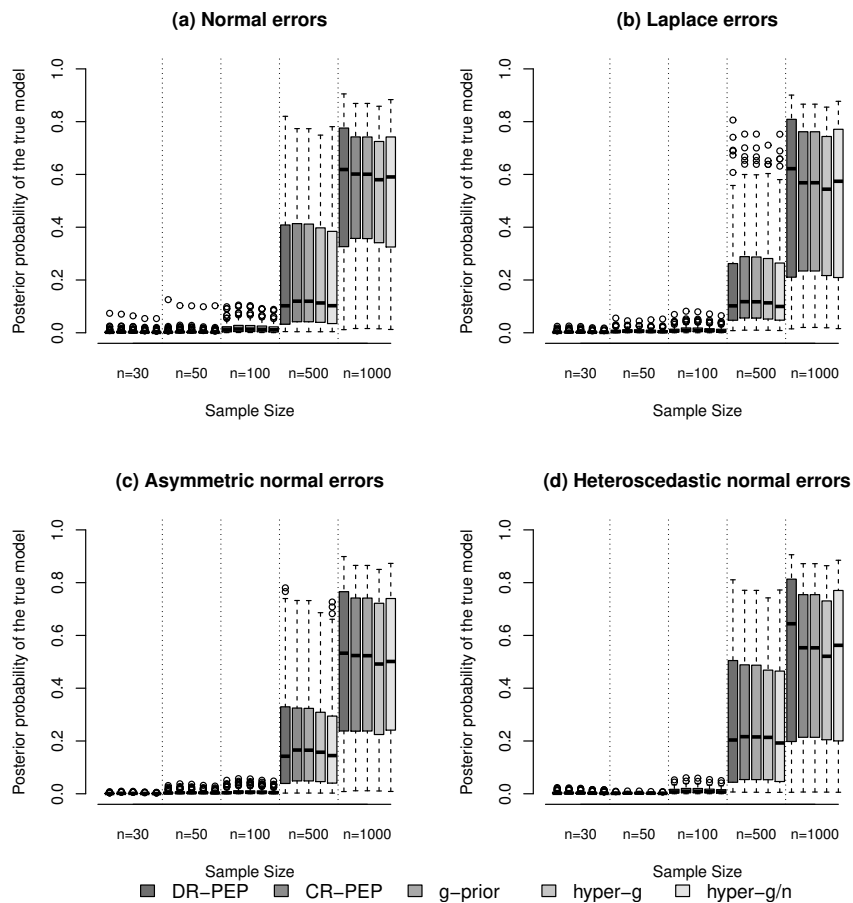 (a) Normal errors
Posterior probability of the true model
1.0
0.8
0.6
0.4
0.2
0.0
n=30 n=50 n=100 n=500 n=1000
Sample Size
(b) Laplace errors
Posterior probability of the true model
1.0
0.8
0.6
0.4
0.2
0.0
n=30 n=50 n=100 n=500 n=1000
Sample Size
(c) Asymmetric normal errors
Posterior probability of the true model
1.0
0.8
0.6
0.4
0.2
0.0
n=30 n=50 n=100 n=500 n=1000
Sample Size
(d) Heteroscedastic normal errors
Posterior probability of the true model
1.0
0.8
0.6
0.4
0.2
0.0
n=30 n=50 n=100 n=500 n=1000
Sample Size
DR−PEP CR−PEP g−prior hyper−g hyper−g/n